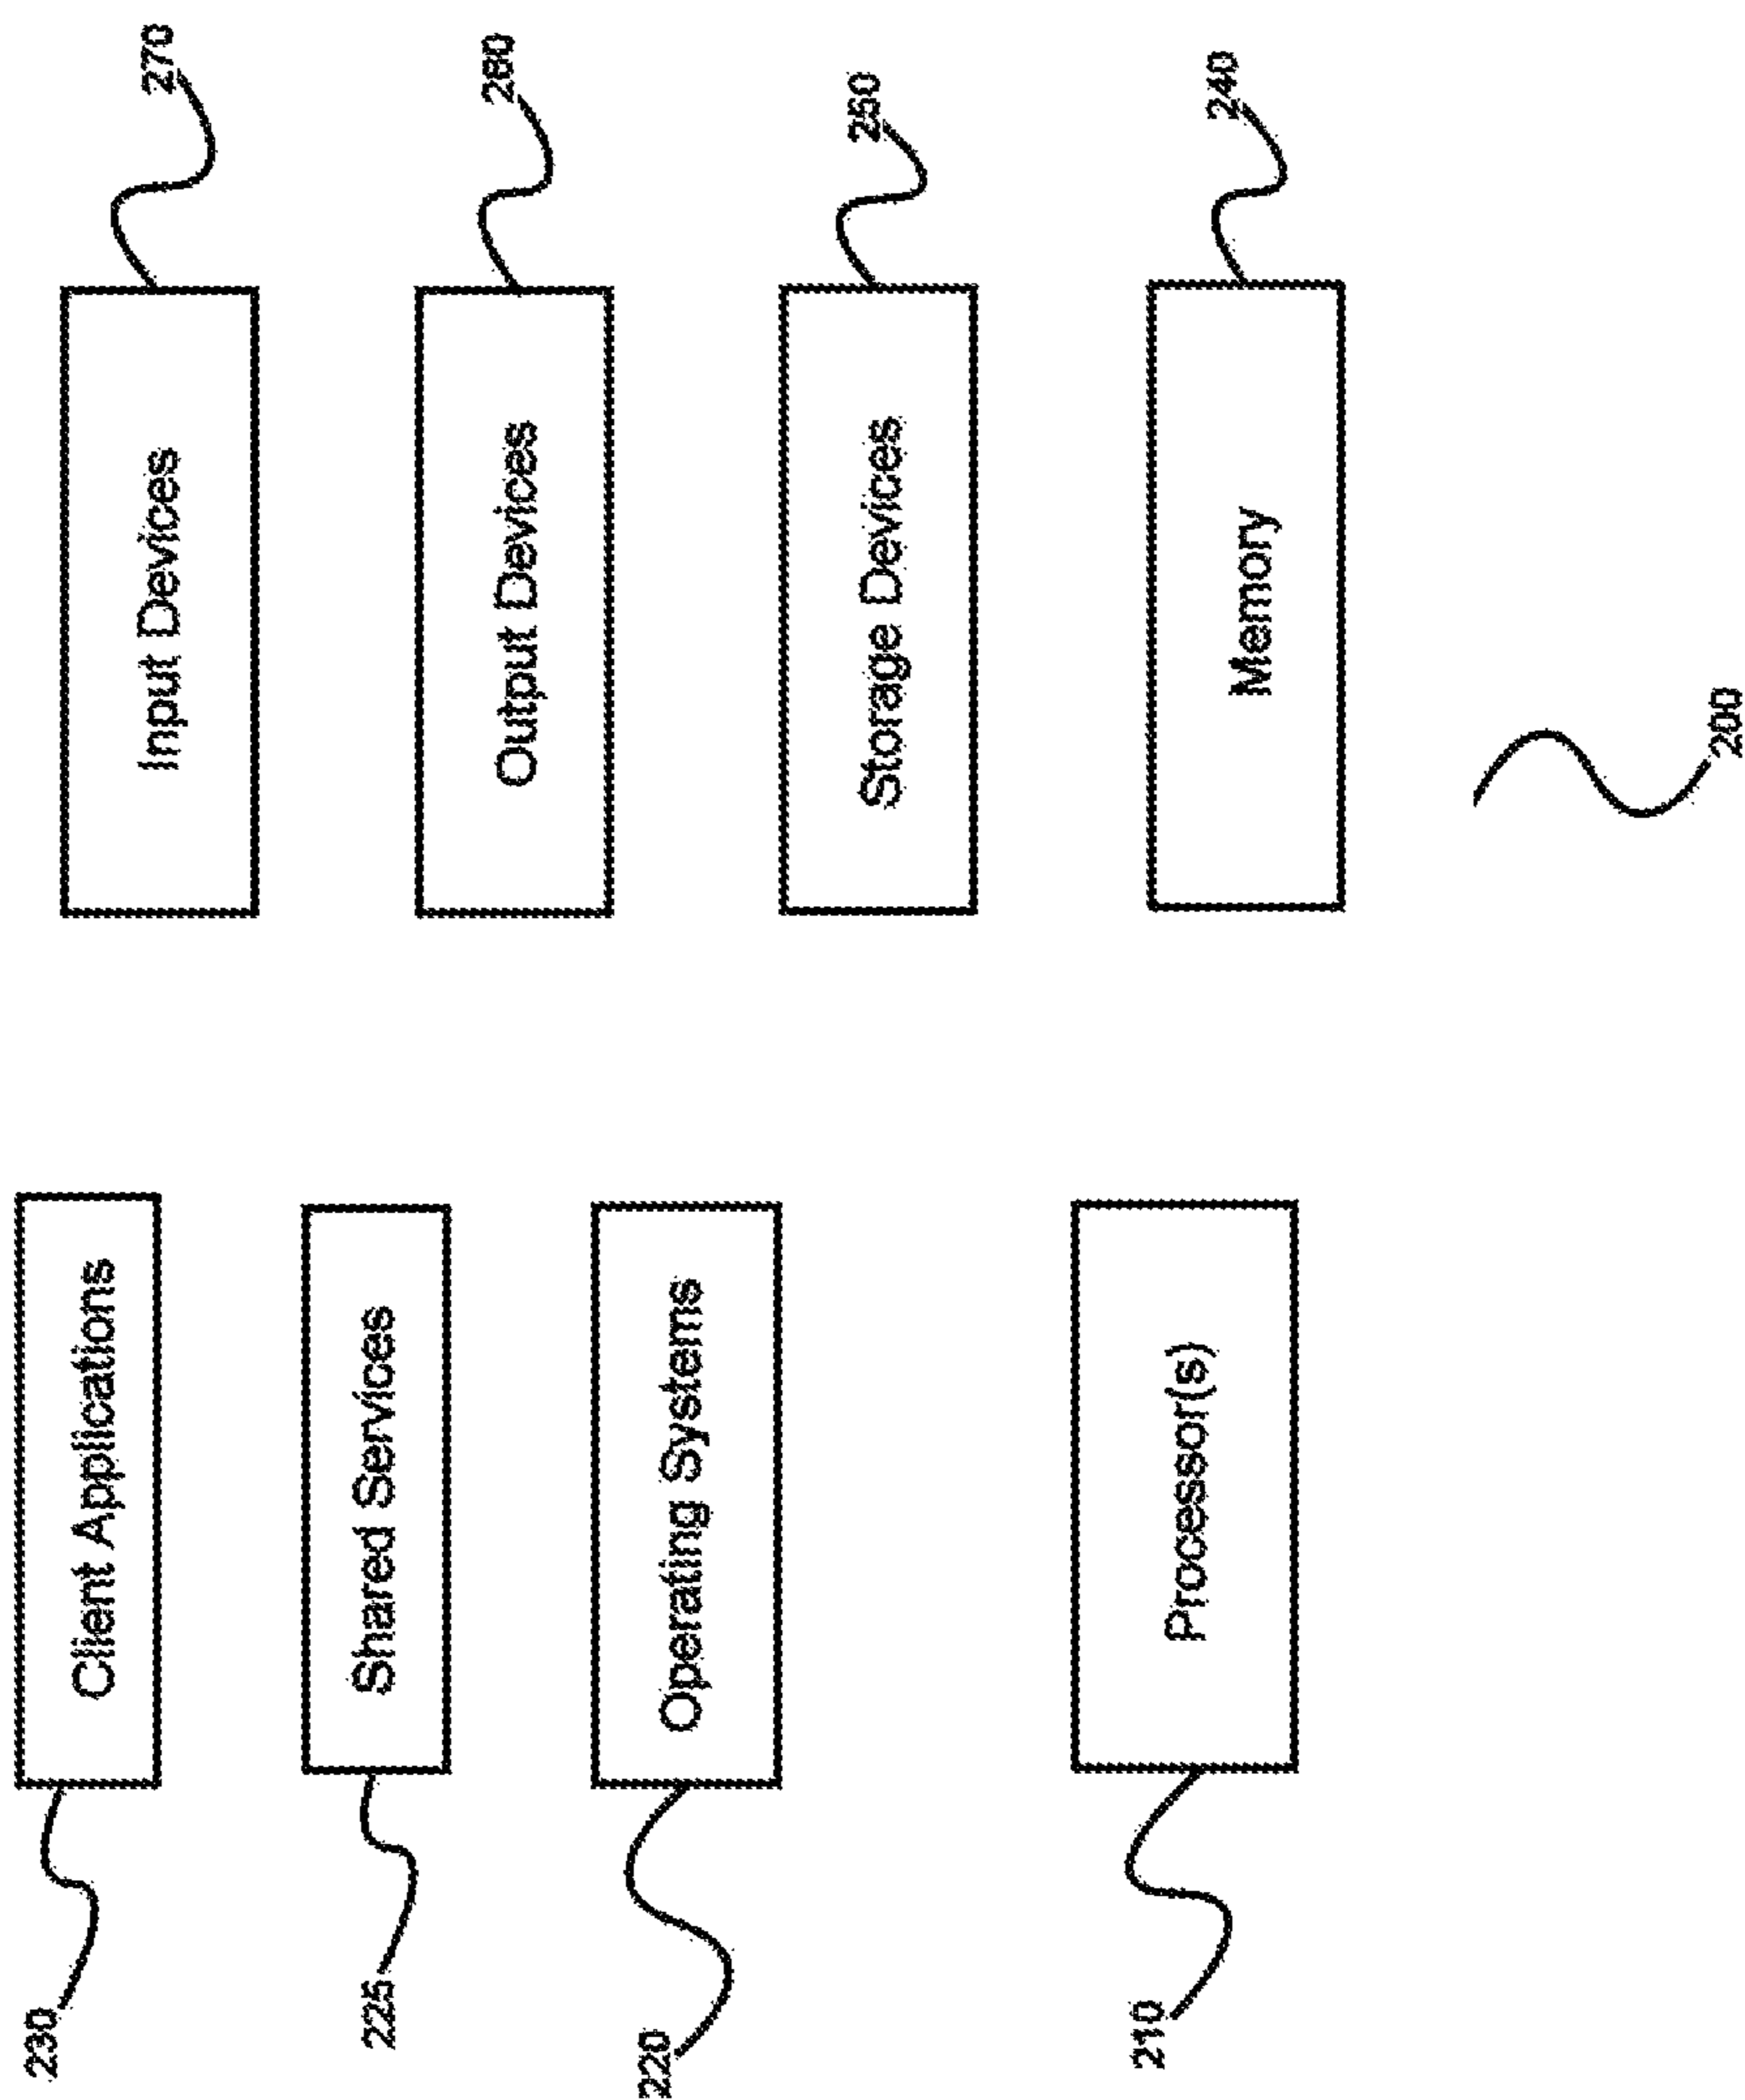 230
Client Applications
Input Devices
270
225
Shared Services
Output Devices
260
220
Operating Systems
Storage Devices
250
210
Processor(s)
Memory
240
200